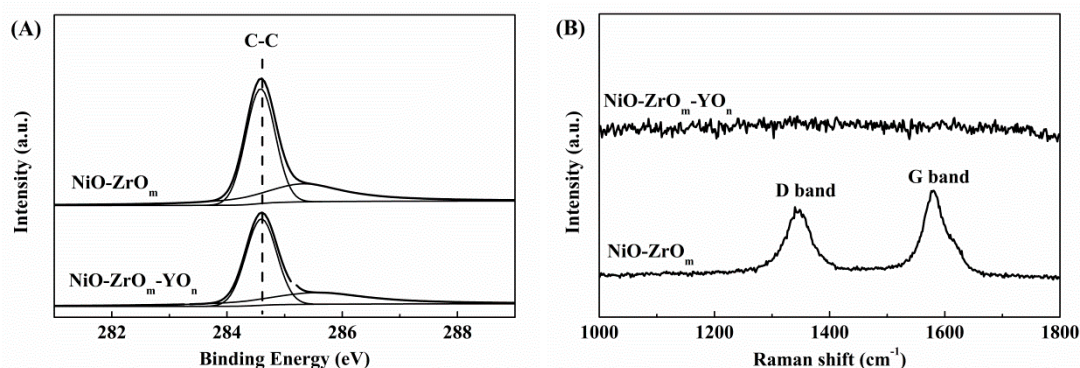 (A)
C-C
NiO-ZrOₘ
NiO-ZrOₘ-YOₙ
Intensity (a.u.)
282 284 286 288
Binding Energy (eV)
(B)
NiO-ZrOₘ-YOₙ
D band
G band
NiO-ZrOₘ
Intensity (a.u.)
1000 1200 1400 1600 1800
Raman shift (cm⁻¹)